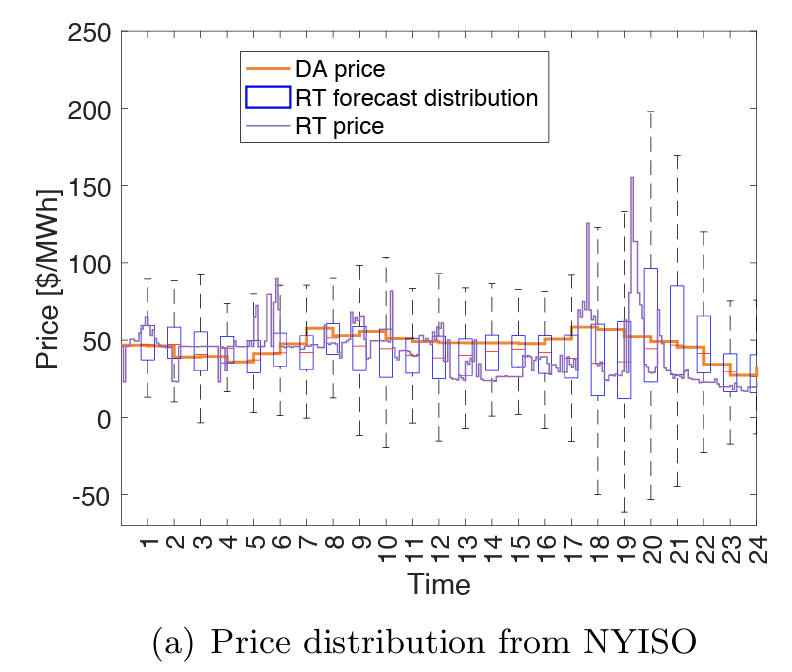 250
200
150
100
50
0
-50
Price [$/MWh]
DA price
RT forecast distribution
RT price
1 2 3 4 5 6 7 8 9 10 11 12 13 14 15 16 17 18 19 20 21 22 23 24
Time
(a) Price distribution from NYISO